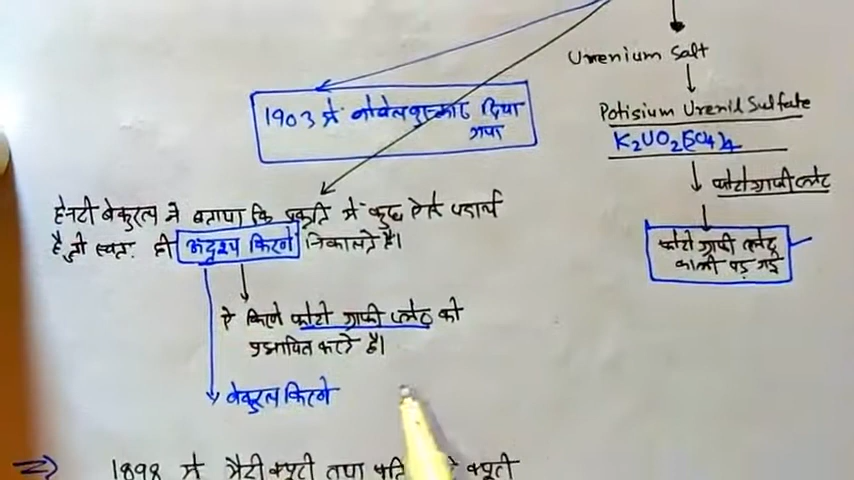 Urenium Salt
1903 में नोबेल पुरस्कार दिया
गया
Potisium Urenil Sulfate
K₂UO₂(SO₄)₂
फोटोग्राफी प्लेट
फोटो ग्राफी प्लेट
काली पड़ गई
हेनरी बेकुरल ने बताया कि प्रकृति में कुछ ऐसे पदार्थ
है, जो स्वतः ही अदृश्य किरणे निकालते है।
ये किरणे फोटो ग्राफी प्लेट को
प्रभावित करते है।
बेकुरल किरणे
⇒ 1898 में मैरी क्यूरी तथा क्यूरी